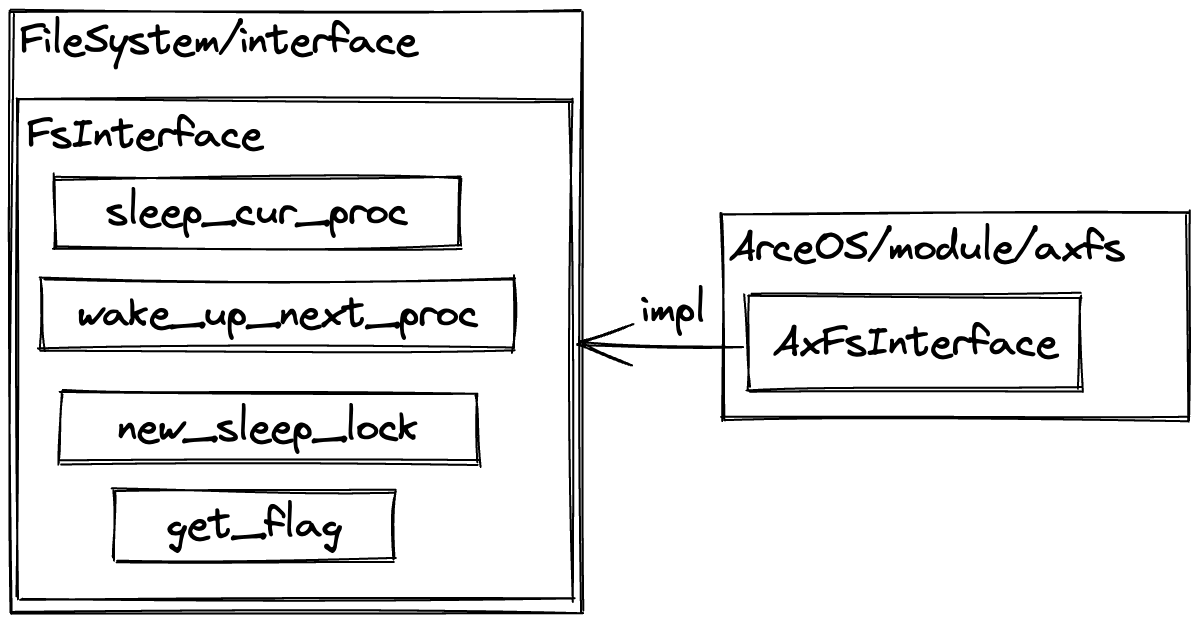 FileSystem/interface
FsInterface
sleep_cur_proc
wake_up_next_proc
new_sleep_lock
get_flag
impl
ArceOS/module/axfs
AxFsInterface